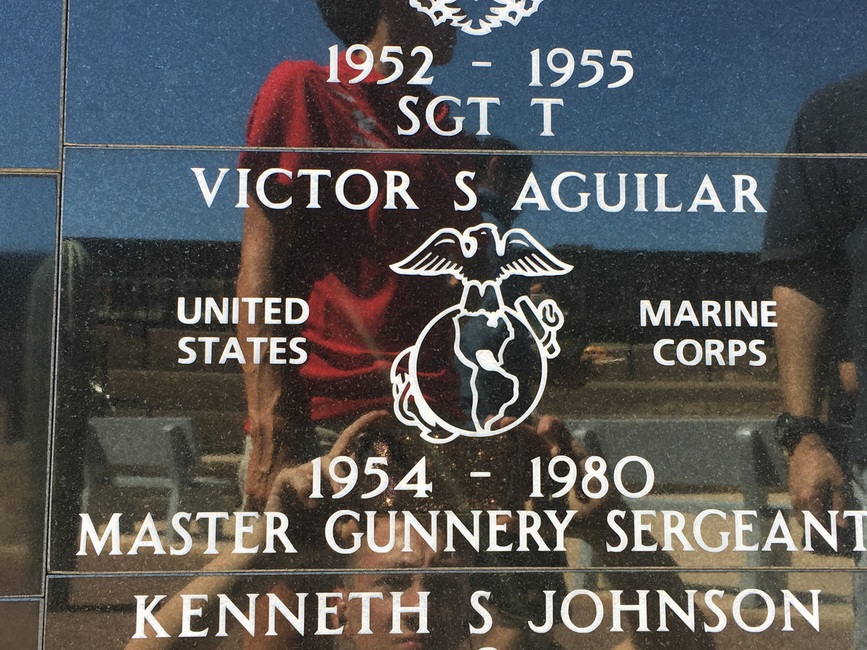 1952 - 1955
SGT T
VICTOR S AGUILAR
UNITED STATES
MARINE CORPS
1954 - 1980
MASTER GUNNERY SERGEANT
KENNETH S JOHNSON